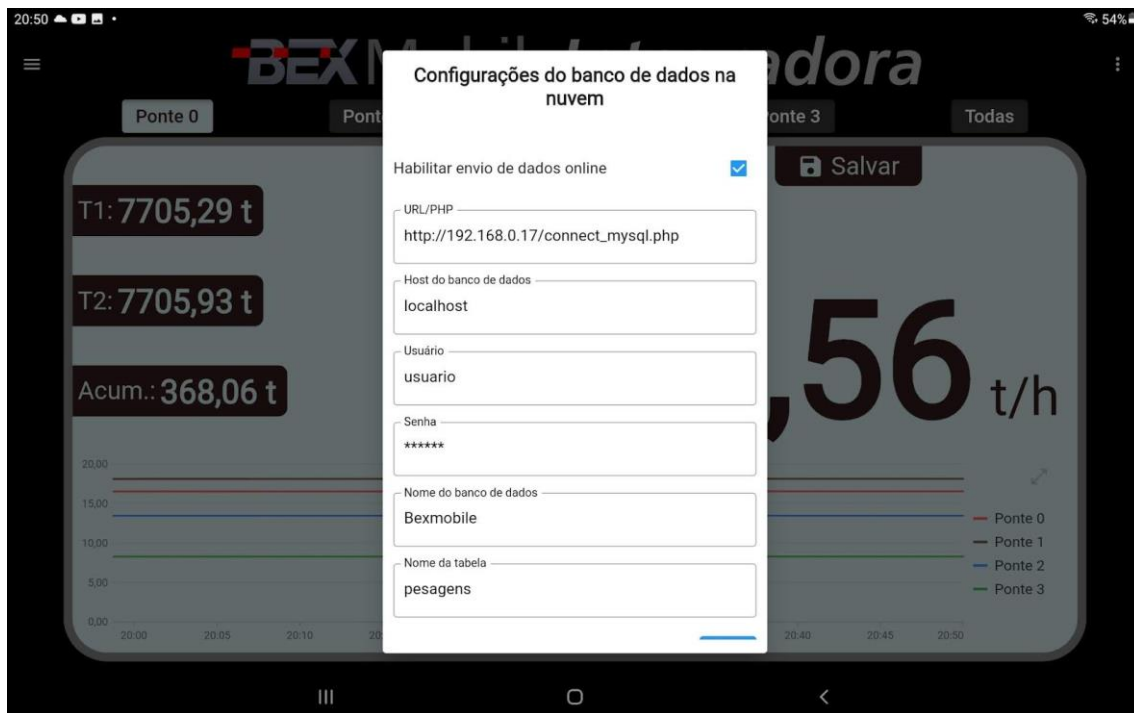 20:50
54%
BEX
adora
Ponte 0
Pont
onte 3
Todas
Salvar
T1: 7705,29 t
T2: 7705,93 t
Acum.: 368,06 t
,56 t/h
Configurações do banco de dados na
nuvem
Habilitar envio de dados online
URL/PHP
http://192.168.0.17/connect_mysql.php
Host do banco de dados
localhost
Usuário
usuario
Senha
******
Nome do banco de dados
Bexmobile
Nome da tabela
pesagens
20,00
15,00
10,00
5,00
0,00
20:00 20:05 20:10 20: 20:40 20:45 20:50
Ponte 0
Ponte 1
Ponte 2
Ponte 3